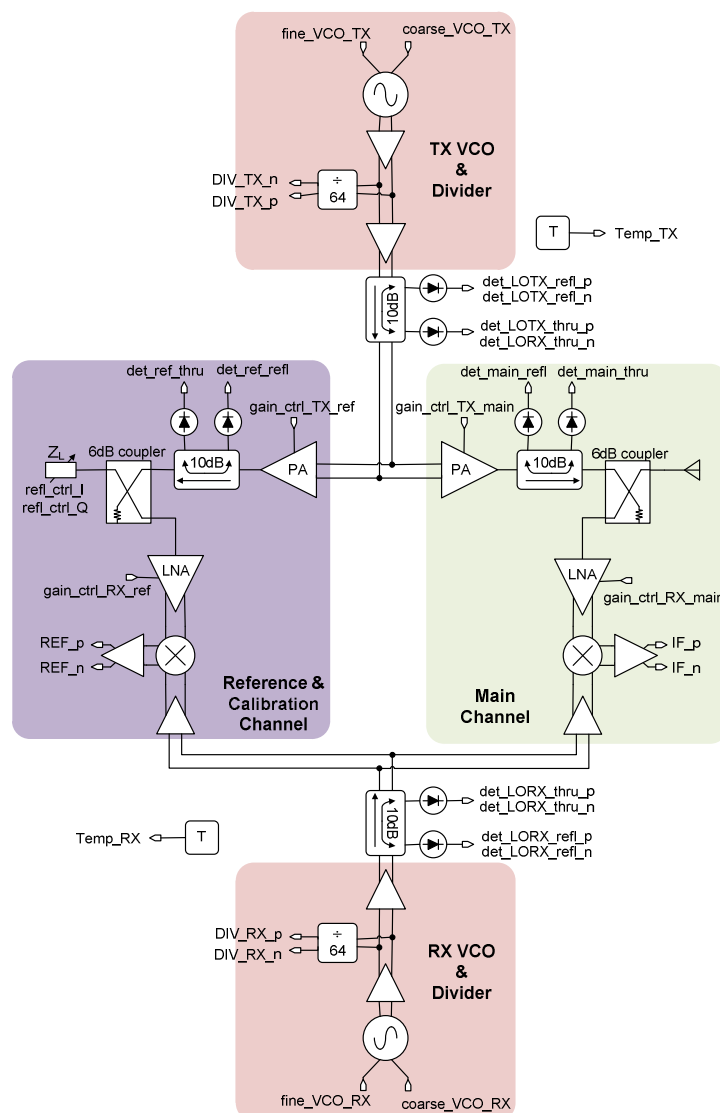 fine_VCO_TX
coarse_VCO_TX
TX VCO
&
Divider
DIV_TX_n
DIV_TX_p
÷
64
T
Temp_TX
10dB
det_LOTX_refl_p
det_LOTX_refl_n
det_LOTX_thru_p
det_LORX_thru_n
det_ref_thru
det_ref_refl
gain_ctrl_TX_ref
gain_ctrl_TX_main
det_main_refl
det_main_thru
ZL
6dB coupler
10dB
PA
PA
10dB
6dB coupler
refl_ctrl_I
refl_ctrl_Q
LNA
gain_ctrl_RX_ref
LNA
gain_ctrl_RX_main
REF_p
REF_n
IF_p
IF_n
Reference &
Calibration
Channel
Main
Channel
10dB
det_LORX_thru_p
det_LORX_thru_n
det_LORX_refl_p
det_LORX_refl_n
Temp_RX
T
DIV_RX_p
DIV_RX_n
÷
64
RX VCO
&
Divider
fine_VCO_RX
coarse_VCO_RX